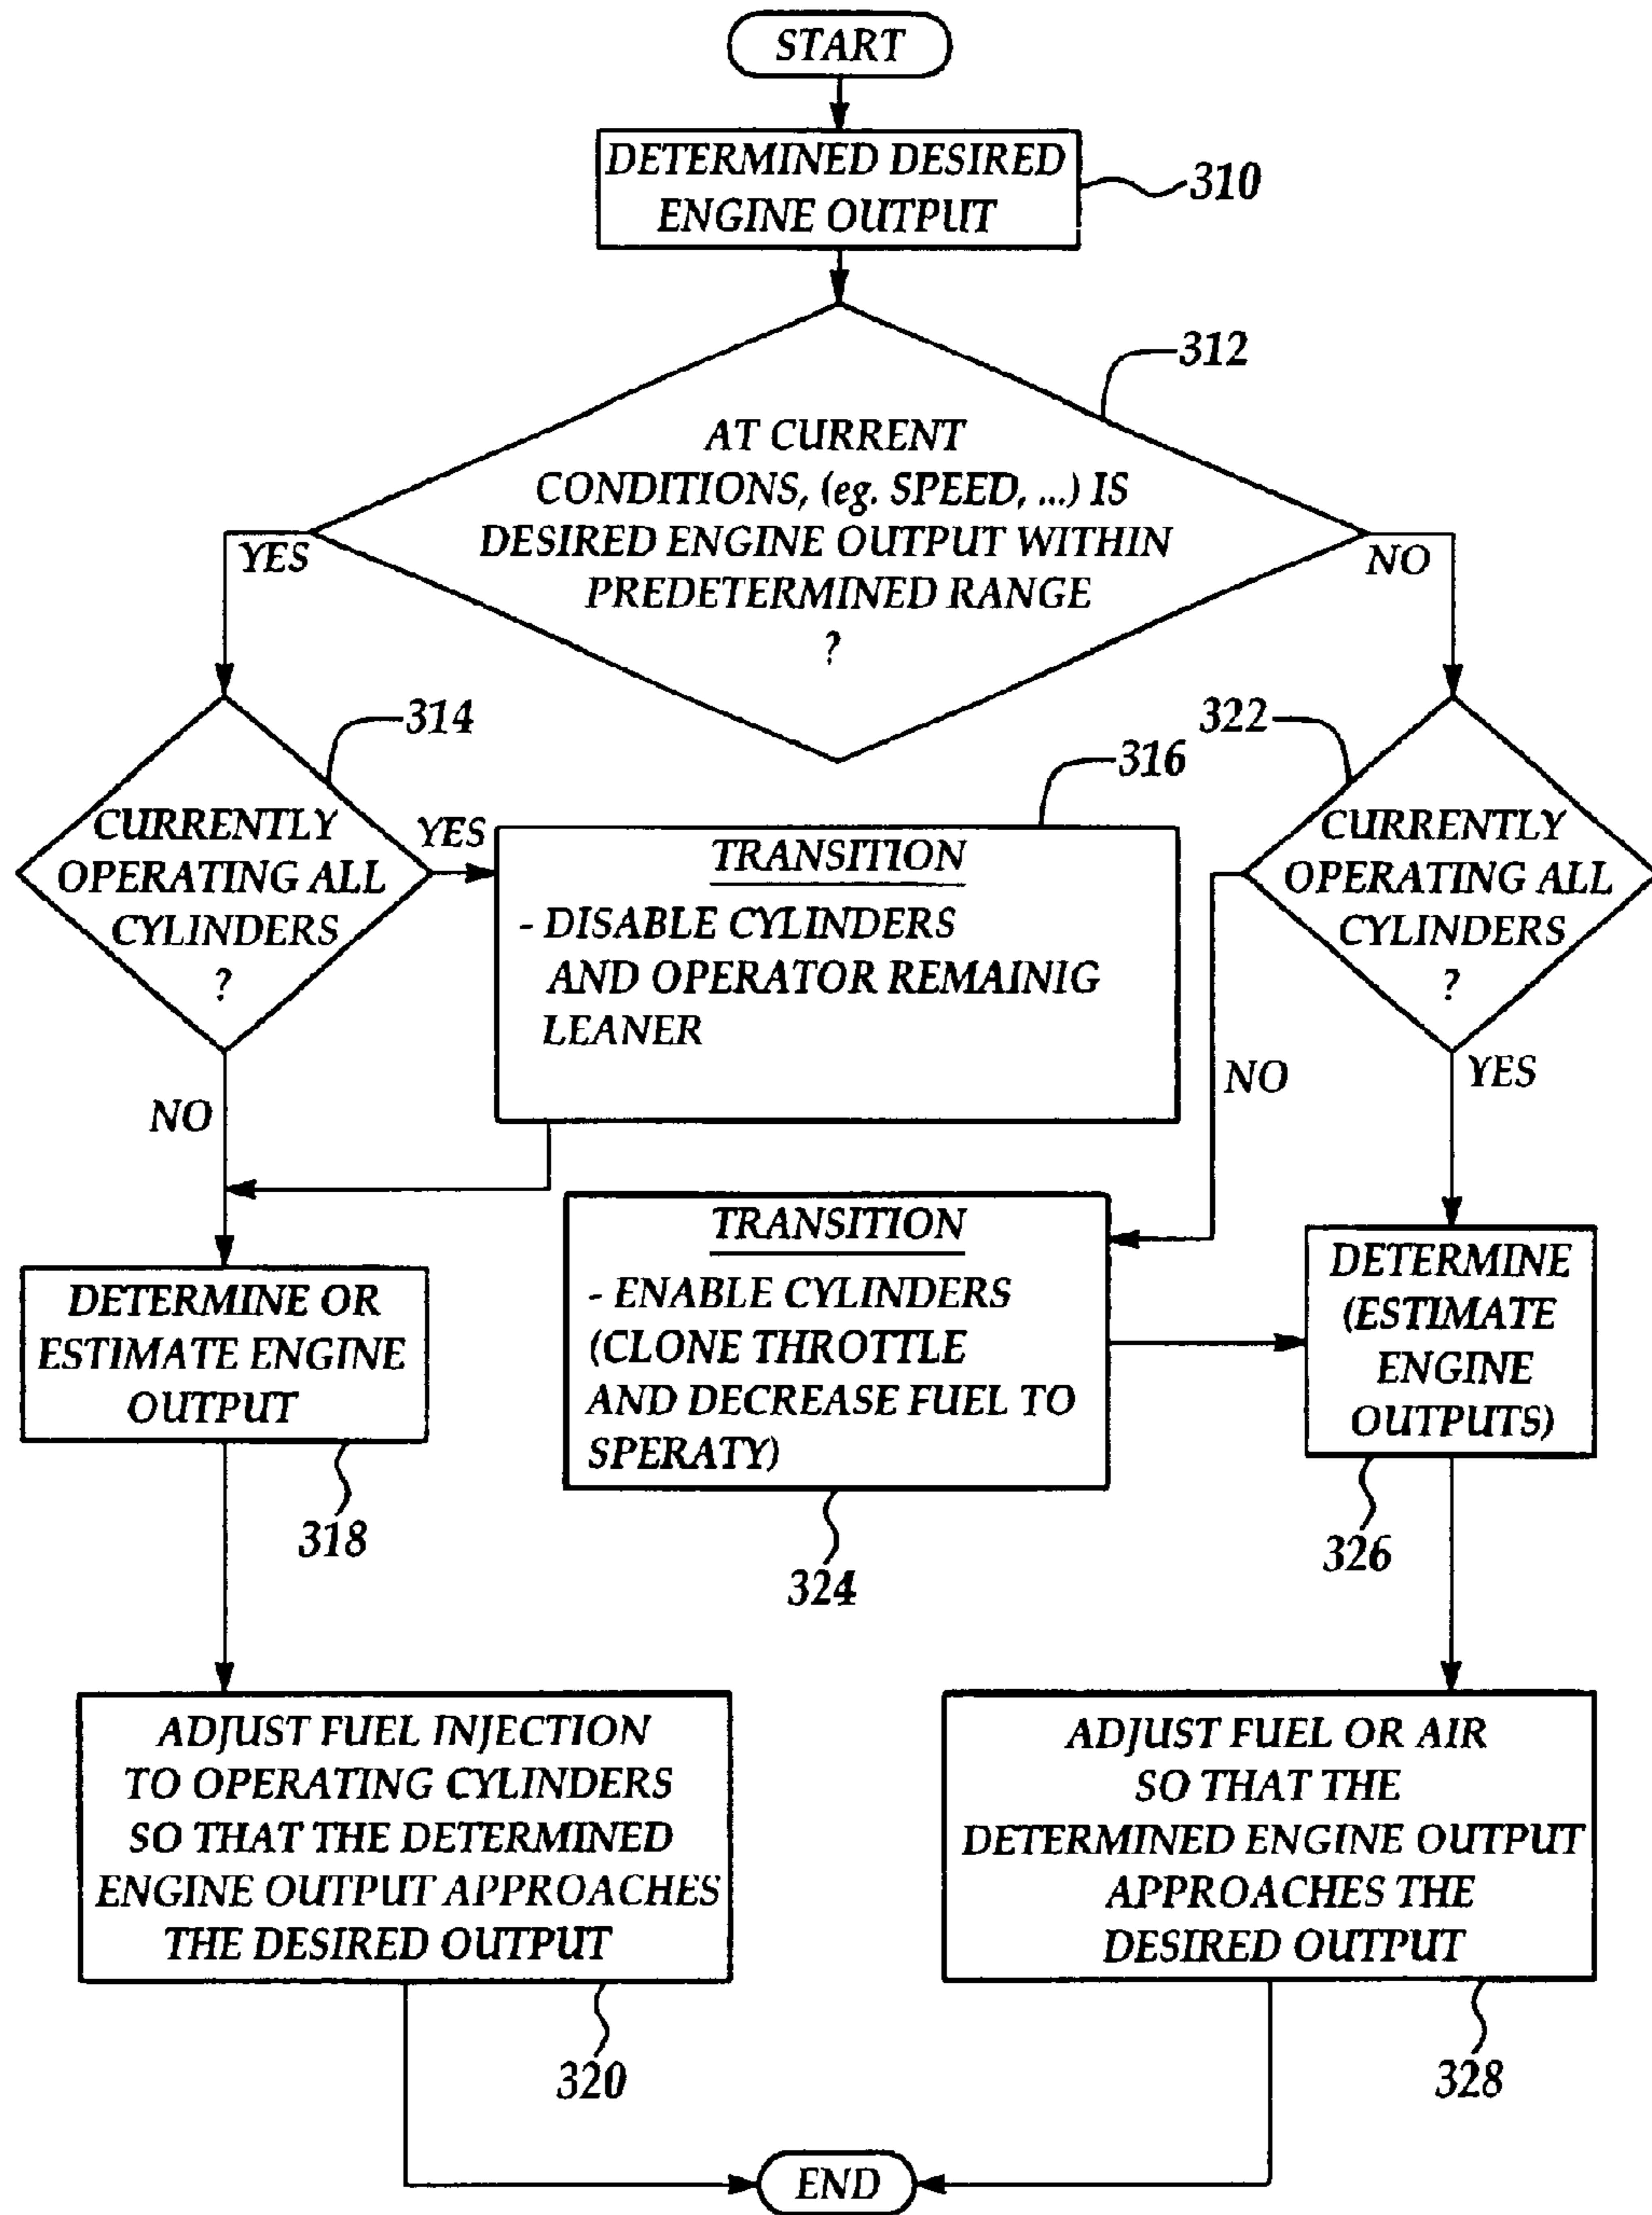 START
DETERMINED DESIRED
ENGINE OUTPUT
310
312
AT CURRENT
CONDITIONS, (eg. SPEED, ...) IS
DESIRED ENGINE OUTPUT WITHIN
PREDETERMINED RANGE
?
YES
NO
314
CURRENTLY
OPERATING ALL
CYLINDERS
?
YES
NO
316
TRANSITION
- DISABLE CYLINDERS
AND OPERATOR REMAINIG
LEANER
322
CURRENTLY
OPERATING ALL
CYLINDERS
?
NO
YES
DETERMINE OR
ESTIMATE ENGINE
OUTPUT
318
TRANSITION
- ENABLE CYLINDERS
(CLONE THROTTLE
AND DECREASE FUEL TO
SPERATY)
324
DETERMINE
(ESTIMATE
ENGINE
OUTPUTS)
326
ADJUST FUEL INJECTION
TO OPERATING CYLINDERS
SO THAT THE DETERMINED
ENGINE OUTPUT APPROACHES
THE DESIRED OUTPUT
320
ADJUST FUEL OR AIR
SO THAT THE
DETERMINED ENGINE OUTPUT
APPROACHES THE
DESIRED OUTPUT
328
END